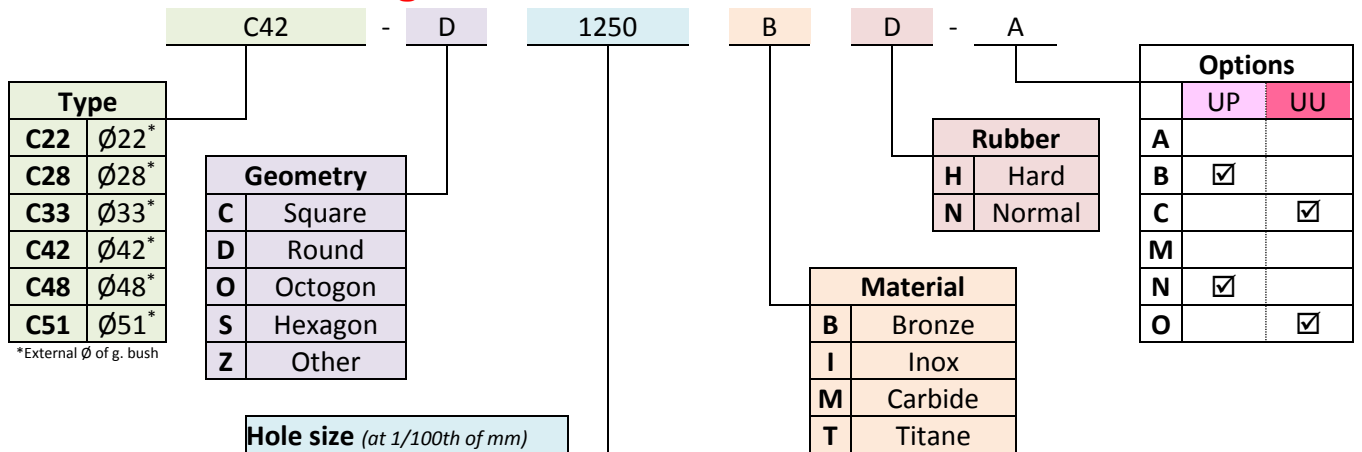 C42 - D 1250 B D - A
Type
C22 Ø22*
C28 Ø28*
C33 Ø33*
C42 Ø42*
C48 Ø48*
C51 Ø51*
*External Ø of g. bush
Geometry
C Square
D Round
O Octogon
S Hexagon
Z Other
Hole size (at 1/100th of mm)
Material
B Bronze
I Inox
M Carbide
T Titane
Rubber
H Hard
N Normal
Options
UP UU
A
B ☑
C ☑
M
N ☑
O ☑